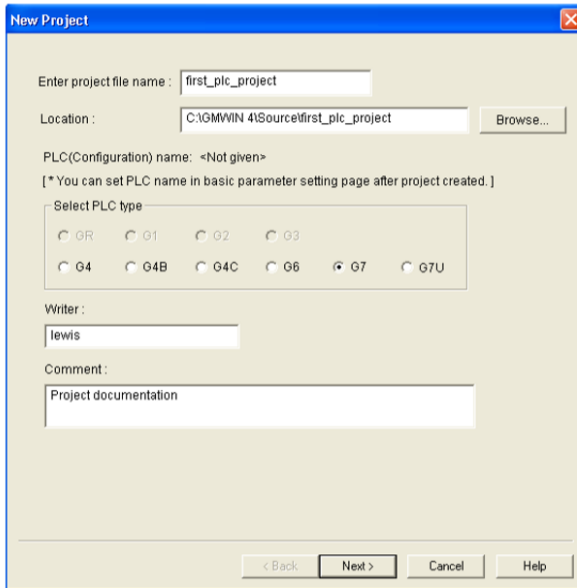 New Project
Enter project file name : first_plc_project
Location : C:\GMWIN 4\Source\first_plc_project Browse...
PLC(Configuration) name: <Not given>
[ * You can set PLC name in basic parameter setting page after project created. ]
Select PLC type
GR G1 G2 G3
G4 G4B G4C G6 G7 G7U
Writer :
lewis
Comment :
Project documentation
< Back Next > Cancel Help